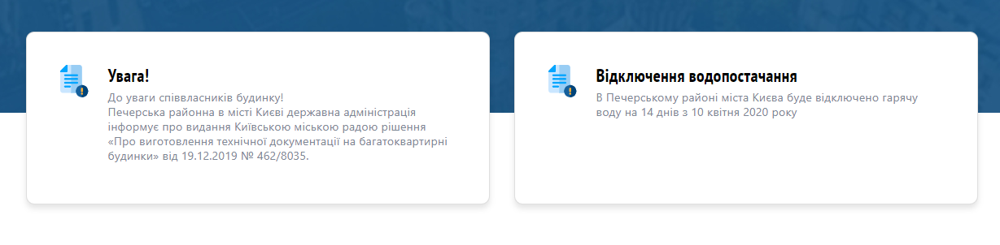 Увага!
До уваги співвласників будинку!
Печерська районна в місті Києві державна адміністрація
інформує про видання Київською міською радою рішення
«Про виготовлення технічної документації на багатоквартирні
будинки» від 19.12.2019 № 462/8035.
Відключення водопостачання
В Печерському районі міста Києва буде відключено гарячу
воду на 14 днів з 10 квітня 2020 року